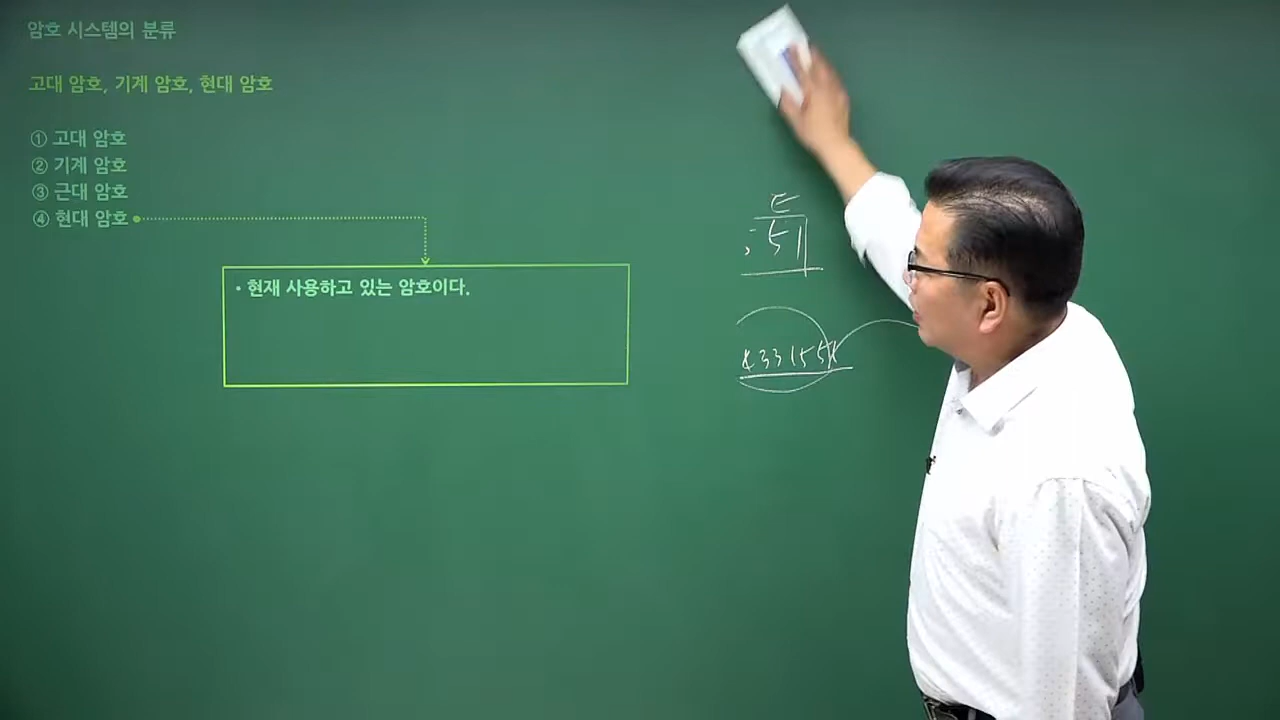 암호 시스템의 분류
고대 암호, 기계 암호, 현대 암호
① 고대 암호
② 기계 암호
③ 근대 암호
④ 현대 암호
• 현재 사용하고 있는 암호이다.